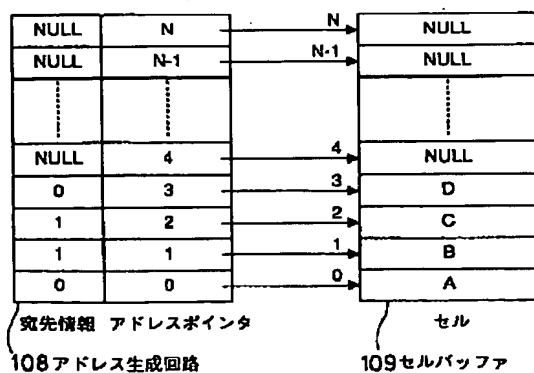 NULL N N NULL
NULL N-1 N-1 NULL
NULL 4 4 NULL
0 3 3 D
1 2 2 C
1 1 1 B
0 0 0 A
宛先情報 アドレスポインタ セル
108アドレス生成回路 109セルバッファ